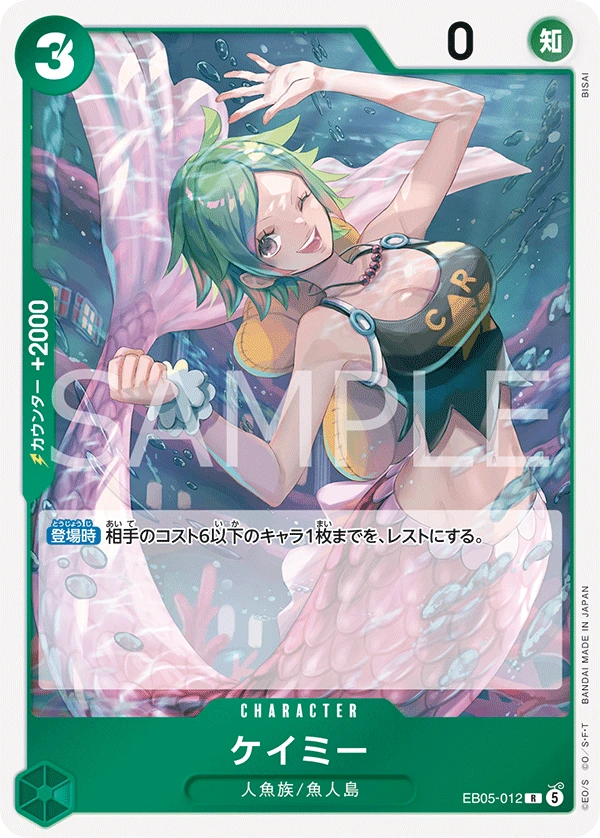 3
0
知
BISAI
CAR
カウンター +2000
SAMPLE
登場時 相手のコスト6以下のキャラ1枚までを、レストにする。
CHARACTER
ケイミー
人魚族/魚人島
EB05-012 R 5
©E.O/S ©O/S・F・T BANDAI MADE IN JAPAN